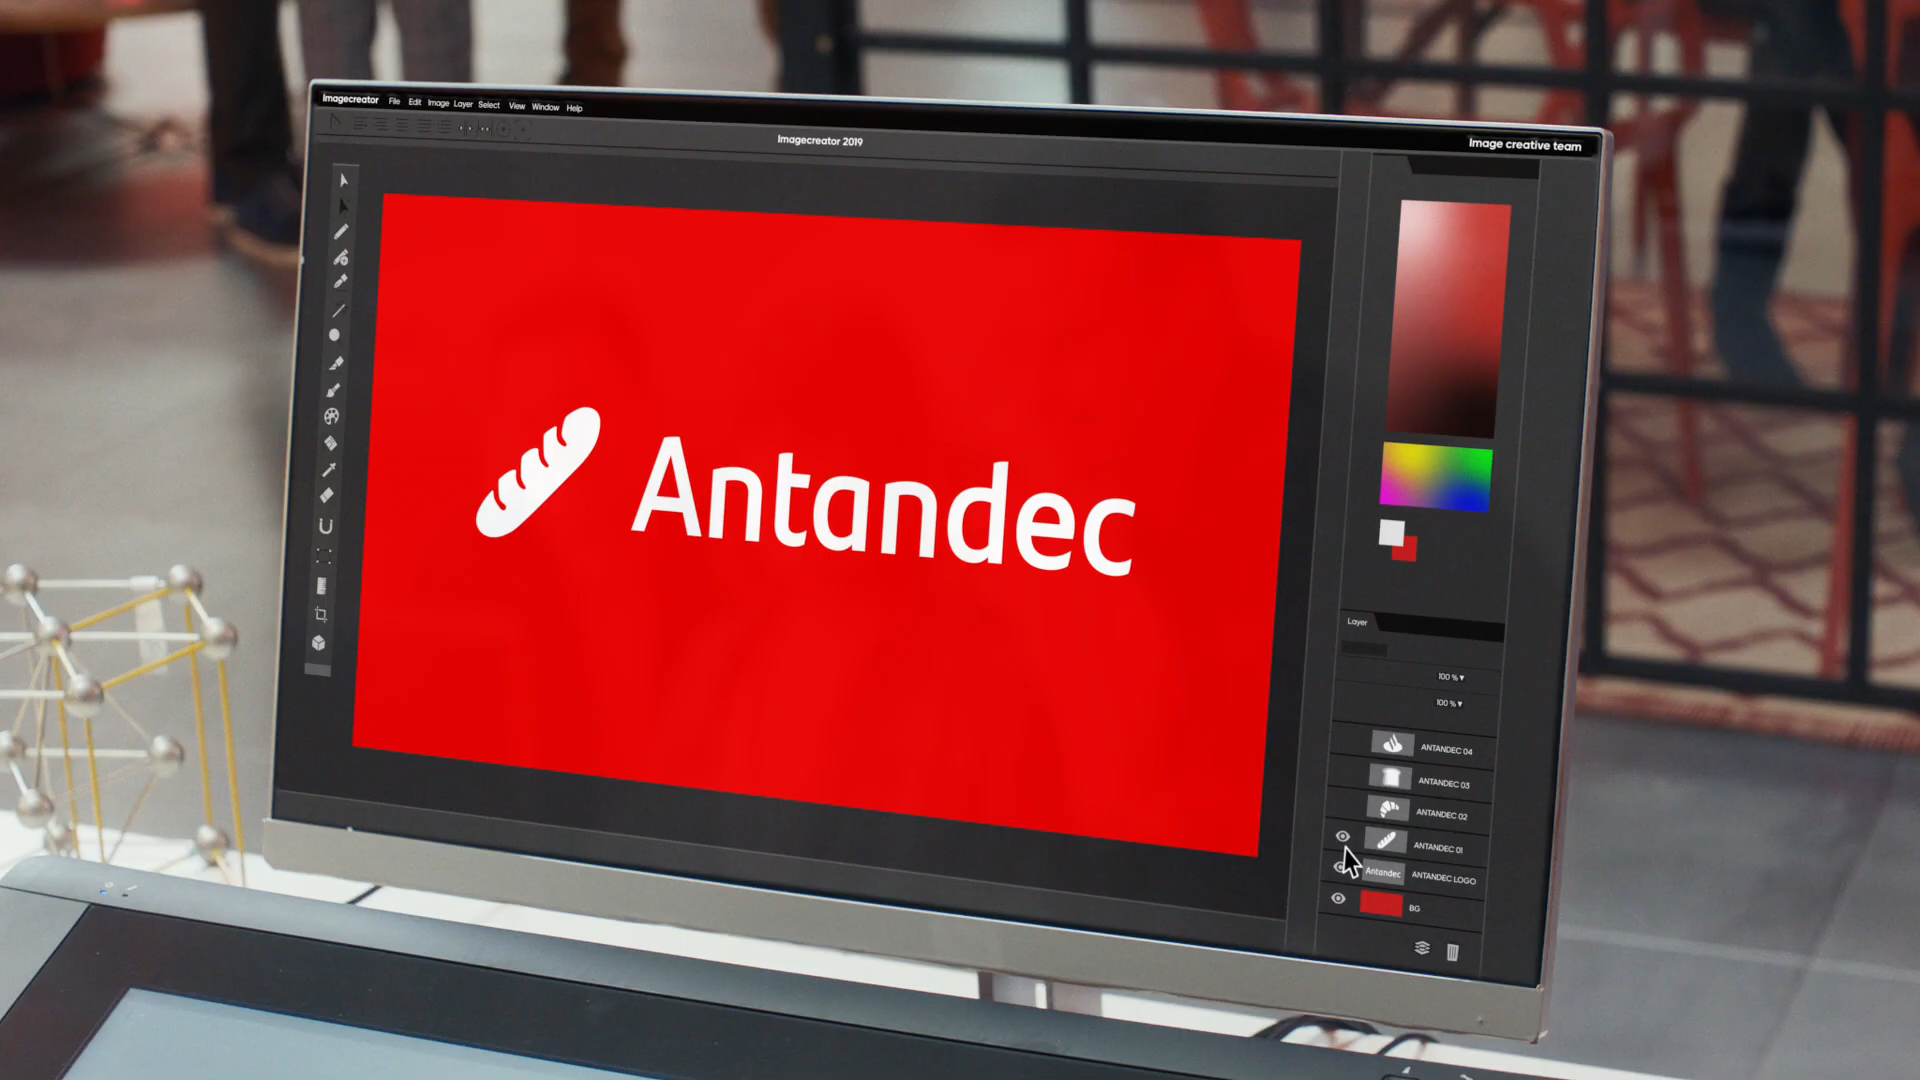 Imagecreator File Edit Image Layer Select View Window Help
Imagecreator 2019
Image creative team
Antandec
Layer
100 %▼
100 %▼
ANTANDEC 04
ANTANDEC 03
ANTANDEC 02
ANTANDEC 01
Antandec ANTANDEC LOGO
BG